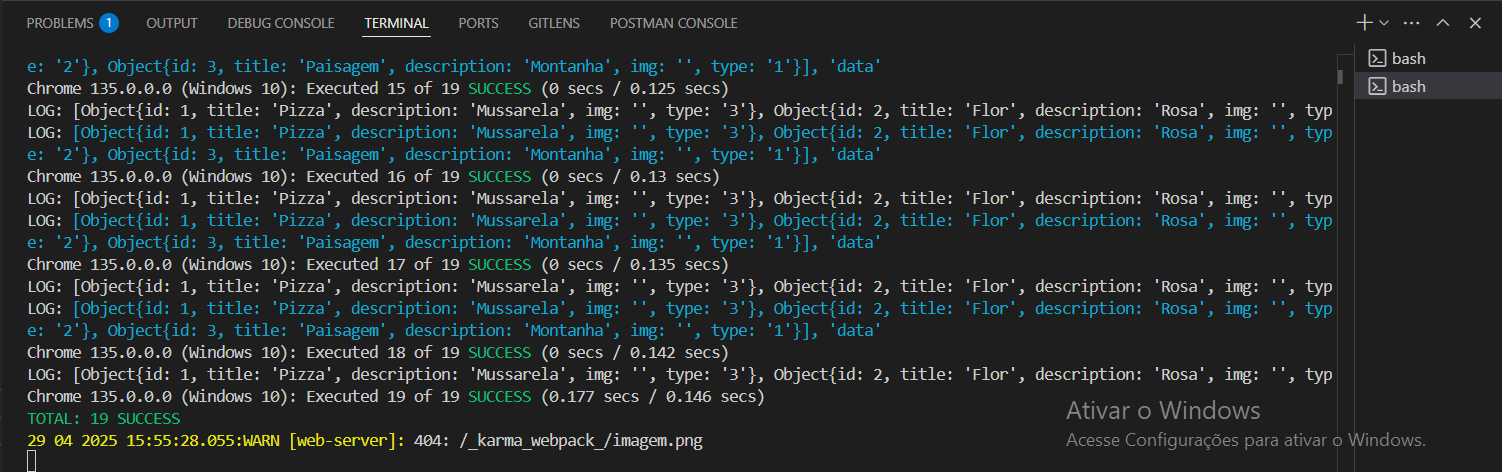 PROBLEMS 1 OUTPUT DEBUG CONSOLE TERMINAL PORTS GITLENS POSTMAN CONSOLE
bash
bash
e: '2'}, Object{id: 3, title: 'Paisagem', description: 'Montanha', img: '', type: '1'}], 'data'
Chrome 135.0.0.0 (Windows 10): Executed 15 of 19 SUCCESS (0 secs / 0.125 secs)
LOG: [Object{id: 1, title: 'Pizza', description: 'Mussarela', img: '', type: '3'}, Object{id: 2, title: 'Flor', description: 'Rosa', img: '', typ
LOG: [Object{id: 1, title: 'Pizza', description: 'Mussarela', img: '', type: '3'}, Object{id: 2, title: 'Flor', description: 'Rosa', img: '', typ
e: '2'}, Object{id: 3, title: 'Paisagem', description: 'Montanha', img: '', type: '1'}], 'data'
Chrome 135.0.0.0 (Windows 10): Executed 16 of 19 SUCCESS (0 secs / 0.13 secs)
LOG: [Object{id: 1, title: 'Pizza', description: 'Mussarela', img: '', type: '3'}, Object{id: 2, title: 'Flor', description: 'Rosa', img: '', typ
LOG: [Object{id: 1, title: 'Pizza', description: 'Mussarela', img: '', type: '3'}, Object{id: 2, title: 'Flor', description: 'Rosa', img: '', typ
e: '2'}, Object{id: 3, title: 'Paisagem', description: 'Montanha', img: '', type: '1'}], 'data'
Chrome 135.0.0.0 (Windows 10): Executed 17 of 19 SUCCESS (0 secs / 0.135 secs)
LOG: [Object{id: 1, title: 'Pizza', description: 'Mussarela', img: '', type: '3'}, Object{id: 2, title: 'Flor', description: 'Rosa', img: '', typ
LOG: [Object{id: 1, title: 'Pizza', description: 'Mussarela', img: '', type: '3'}, Object{id: 2, title: 'Flor', description: 'Rosa', img: '', typ
e: '2'}, Object{id: 3, title: 'Paisagem', description: 'Montanha', img: '', type: '1'}], 'data'
Chrome 135.0.0.0 (Windows 10): Executed 18 of 19 SUCCESS (0 secs / 0.142 secs)
LOG: [Object{id: 1, title: 'Pizza', description: 'Mussarela', img: '', type: '3'}, Object{id: 2, title: 'Flor', description: 'Rosa', img: '', typ
Chrome 135.0.0.0 (Windows 10): Executed 19 of 19 SUCCESS (0.177 secs / 0.146 secs)
TOTAL: 19 SUCCESS
29 04 2025 15:55:28.055:WARN [web-server]: 404: /_karma_webpack_/imagem.png
Ativar o Windows
Acesse Configurações para ativar o Windows.